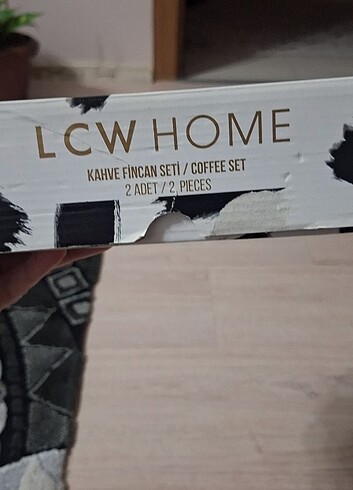 LCW HOME
KAHVE FİNCAN SETİ / COFFEE SET
2 ADET / 2 PIECES